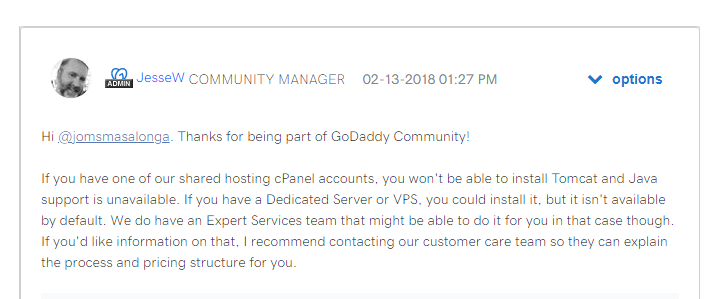 JesseW COMMUNITY MANAGER 02-13-2018 01:27 PM options
ADMIN
Hi @jomsmasalonga. Thanks for being part of GoDaddy Community!
If you have one of our shared hosting cPanel accounts, you won't be able to install Tomcat and Java
support is unavailable. If you have a Dedicated Server or VPS, you could install it, but it isn't available
by default. We do have an Expert Services team that might be able to do it for you in that case though.
If you'd like information on that, I recommend contacting our customer care team so they can explain
the process and pricing structure for you.